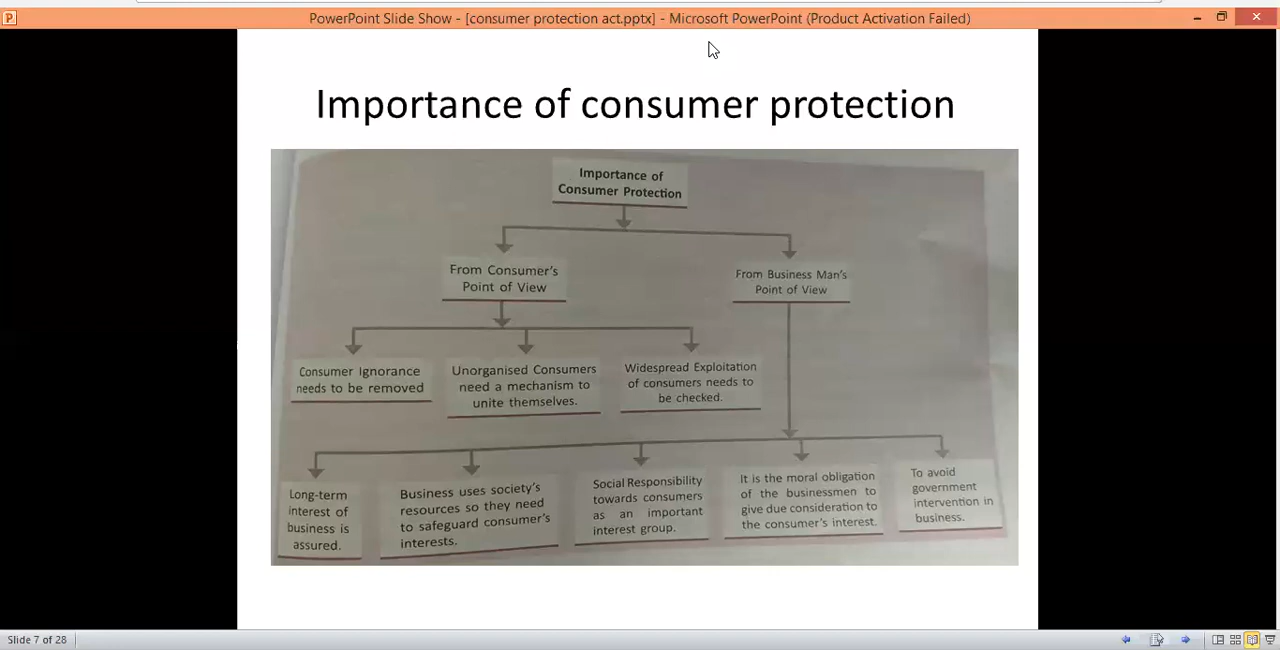 PowerPoint Slide Show - [consumer protection act.pptx] - Microsoft PowerPoint (Product Activation Failed)
Importance of consumer protection
Importance of
Consumer Protection
From Consumer's
Point of View
From Business Man's
Point of View
Consumer Ignorance
needs to be removed
Unorganised Consumers
need a mechanism to
unite themselves.
Widespread Exploitation
of consumers needs to
be checked.
Long-term
interest of
business is
assured.
Business uses society's
resources so they need
to safeguard consumer's
interests.
Social Responsibility
towards consumers
as an important
interest group.
It is the moral obligation
of the businessmen to
give due consideration to
the consumer's interest.
To avoid
government
intervention in
business.
Slide 7 of 28